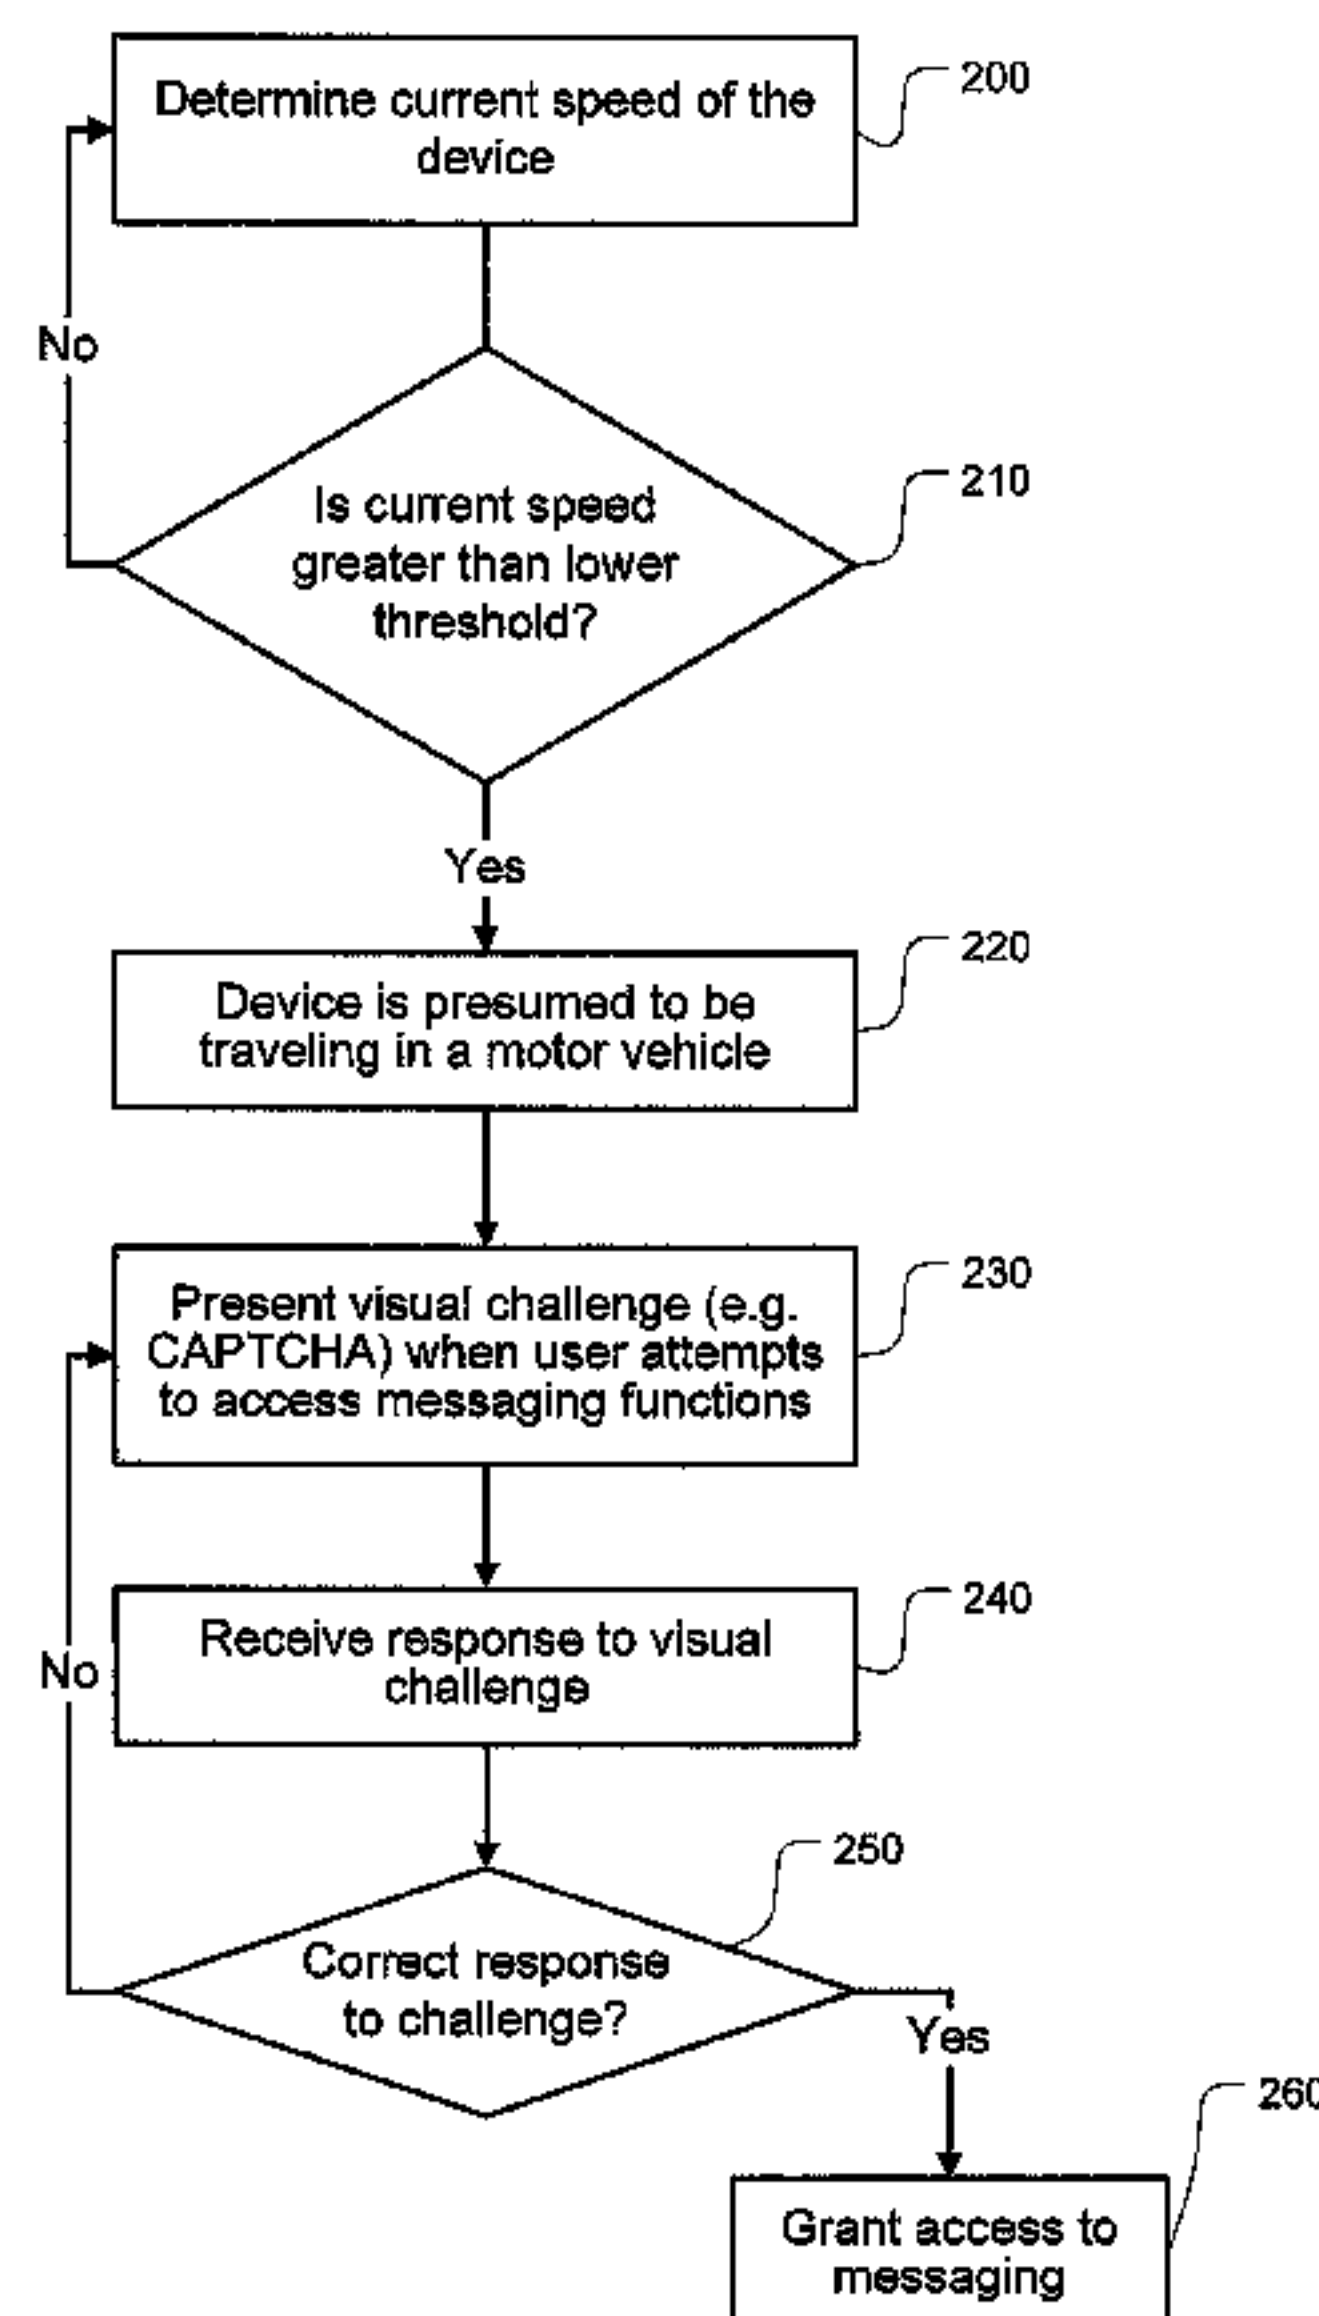 Determine current speed of the
device
200
No
Is current speed
greater than lower
threshold?
210
Yes
Device is presumed to be
traveling in a motor vehicle
220
Present visual challenge (e.g.
CAPTCHA) when user attempts
to access messaging functions
230
Receive response to visual
challenge
240
No
Correct response
to challenge?
250
Yes
260
Grant access to
messaging